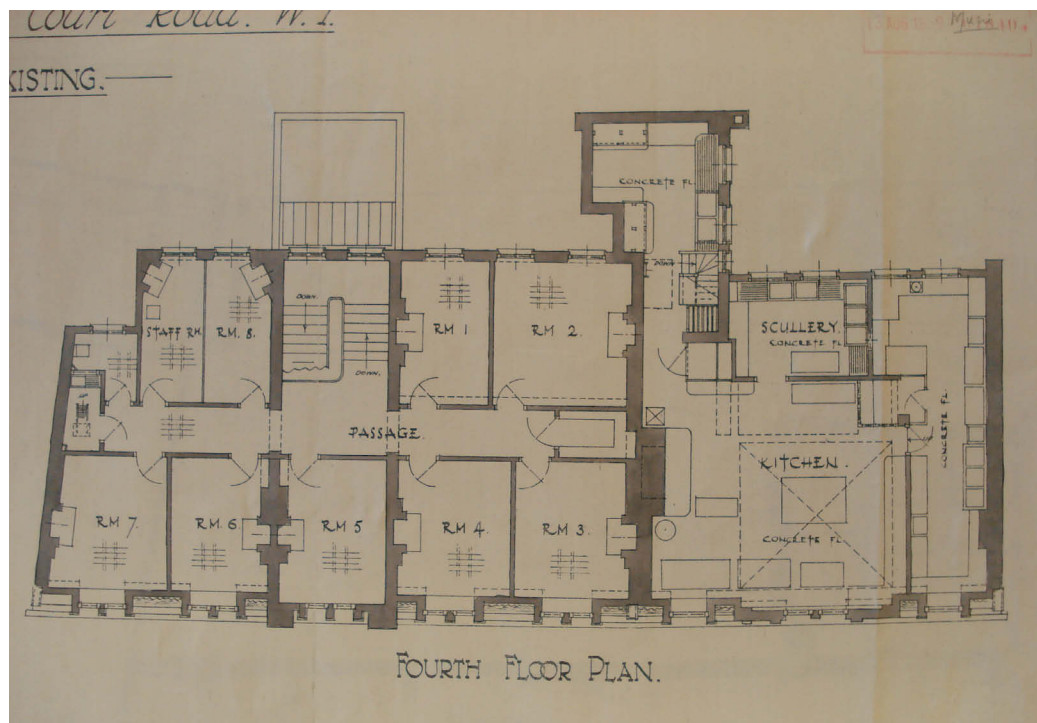 Court Road. W.1.
XISTING.
CONCRETE FL.
DOWN
STAFF RM.
RM. 8.
DOWN.
DOWN.
RM 1
RM 2.
SCULLERY.
CONCRETE FL
PASSAGE.
CONCRETE FL.
RM 7.
RM. 6.
RM 5
RM 4.
RM 3.
KITCHEN.
CONCRETE FL
FOURTH FLOOR PLAN.